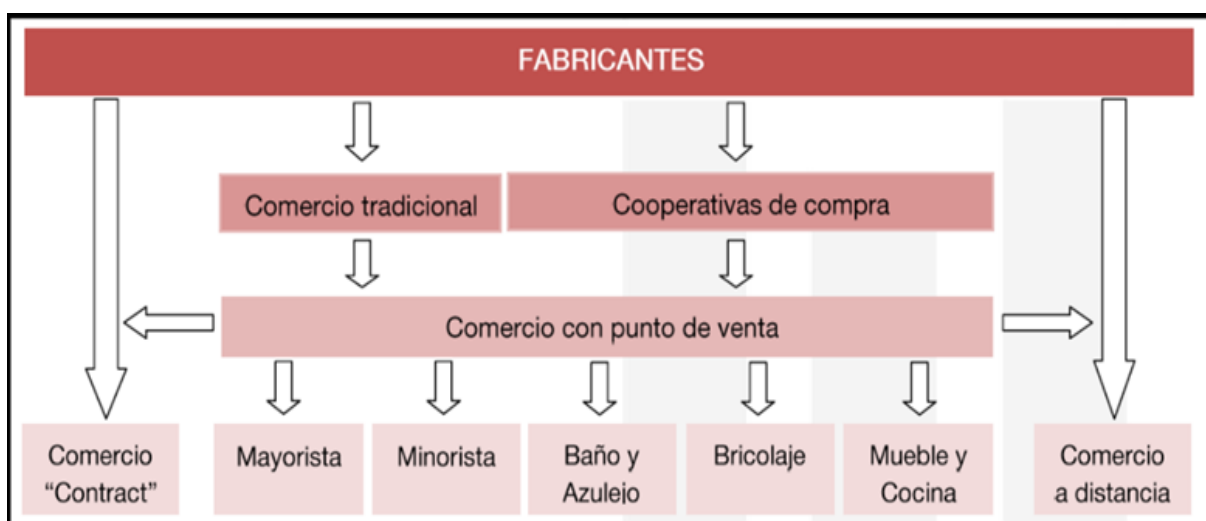 FABRICANTES
Comercio tradicional
Cooperativas de compra
Comercio con punto de venta
Comercio
“Contract”
Mayorista
Minorista
Baño y
Azulejo
Bricolaje
Mueble y
Cocina
Comercio
a distancia